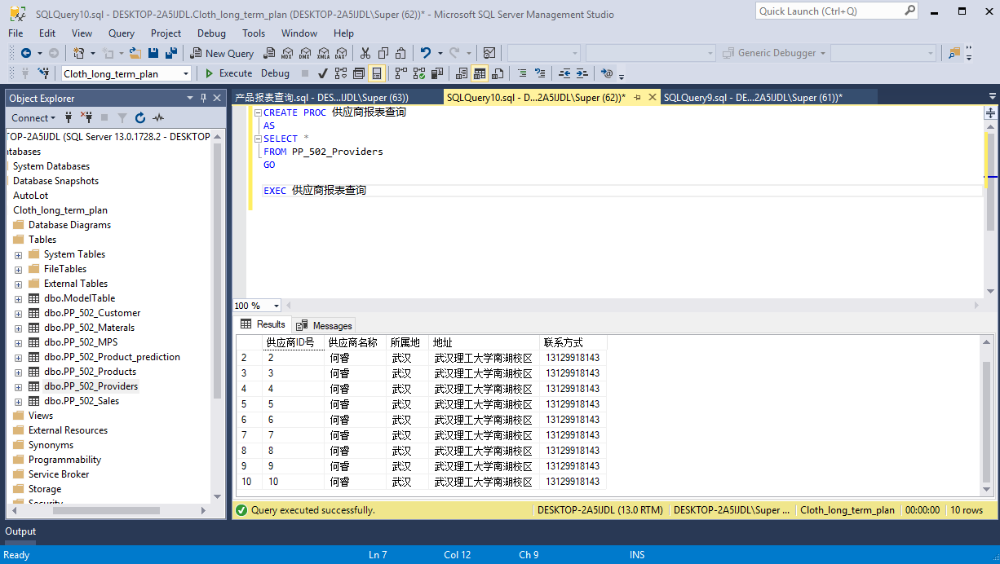 SQLQuery10.sql - DESKTOP-2A5IJDL.Cloth_long_term_plan (DESKTOP-2A5IJDL\Super (62))* - Microsoft SQL Server Management Studio
Quick Launch (Ctrl+Q)
File Edit View Query Project Debug Tools Window Help
New Query MDX DMX XMLA DAX Generic Debugger
Cloth_long_term_plan Execute Debug
Object Explorer
Connect
TOP-2A5IJDL (SQL Server 13.0.1728.2 - DESKTOP
atabases
System Databases
Database Snapshots
AutoLot
Cloth_long_term_plan
Database Diagrams
Tables
System Tables
FileTables
External Tables
dbo.ModelTable
dbo.PP_502_Customer
dbo.PP_502_Materals
dbo.PP_502_MPS
dbo.PP_502_Product_prediction
dbo.PP_502_Products
dbo.PP_502_Providers
dbo.PP_502_Sales
Views
External Resources
Synonyms
Programmability
Service Broker
Storage
Security
产品报表查询.sql - DES...IJDL\Super (63)) SQLQuery10.sql - D...2A5IJDL\Super (62))* SQLQuery9.sql - D...2A5IJDL\Super (61))*
CREATE PROC 供应商报表查询
AS
SELECT *
FROM PP_502_Providers
GO
EXEC 供应商报表查询
100 %
Results Messages
供应商ID号 供应商名称 所属地 地址 联系方式
2 2 何睿 武汉 武汉理工大学南湖校区 13129918143
3 3 何睿 武汉 武汉理工大学南湖校区 13129918143
4 4 何睿 武汉 武汉理工大学南湖校区 13129918143
5 5 何睿 武汉 武汉理工大学南湖校区 13129918143
6 6 何睿 武汉 武汉理工大学南湖校区 13129918143
7 7 何睿 武汉 武汉理工大学南湖校区 13129918143
8 8 何睿 武汉 武汉理工大学南湖校区 13129918143
9 9 何睿 武汉 武汉理工大学南湖校区 13129918143
10 10 何睿 武汉 武汉理工大学南湖校区 13129918143
Query executed successfully. DESKTOP-2A5IJDL (13.0 RTM) DESKTOP-2A5IJDL\Super ... Cloth_long_term_plan 00:00:00 10 rows
Output
Ready Ln 7 Col 12 Ch 9 INS